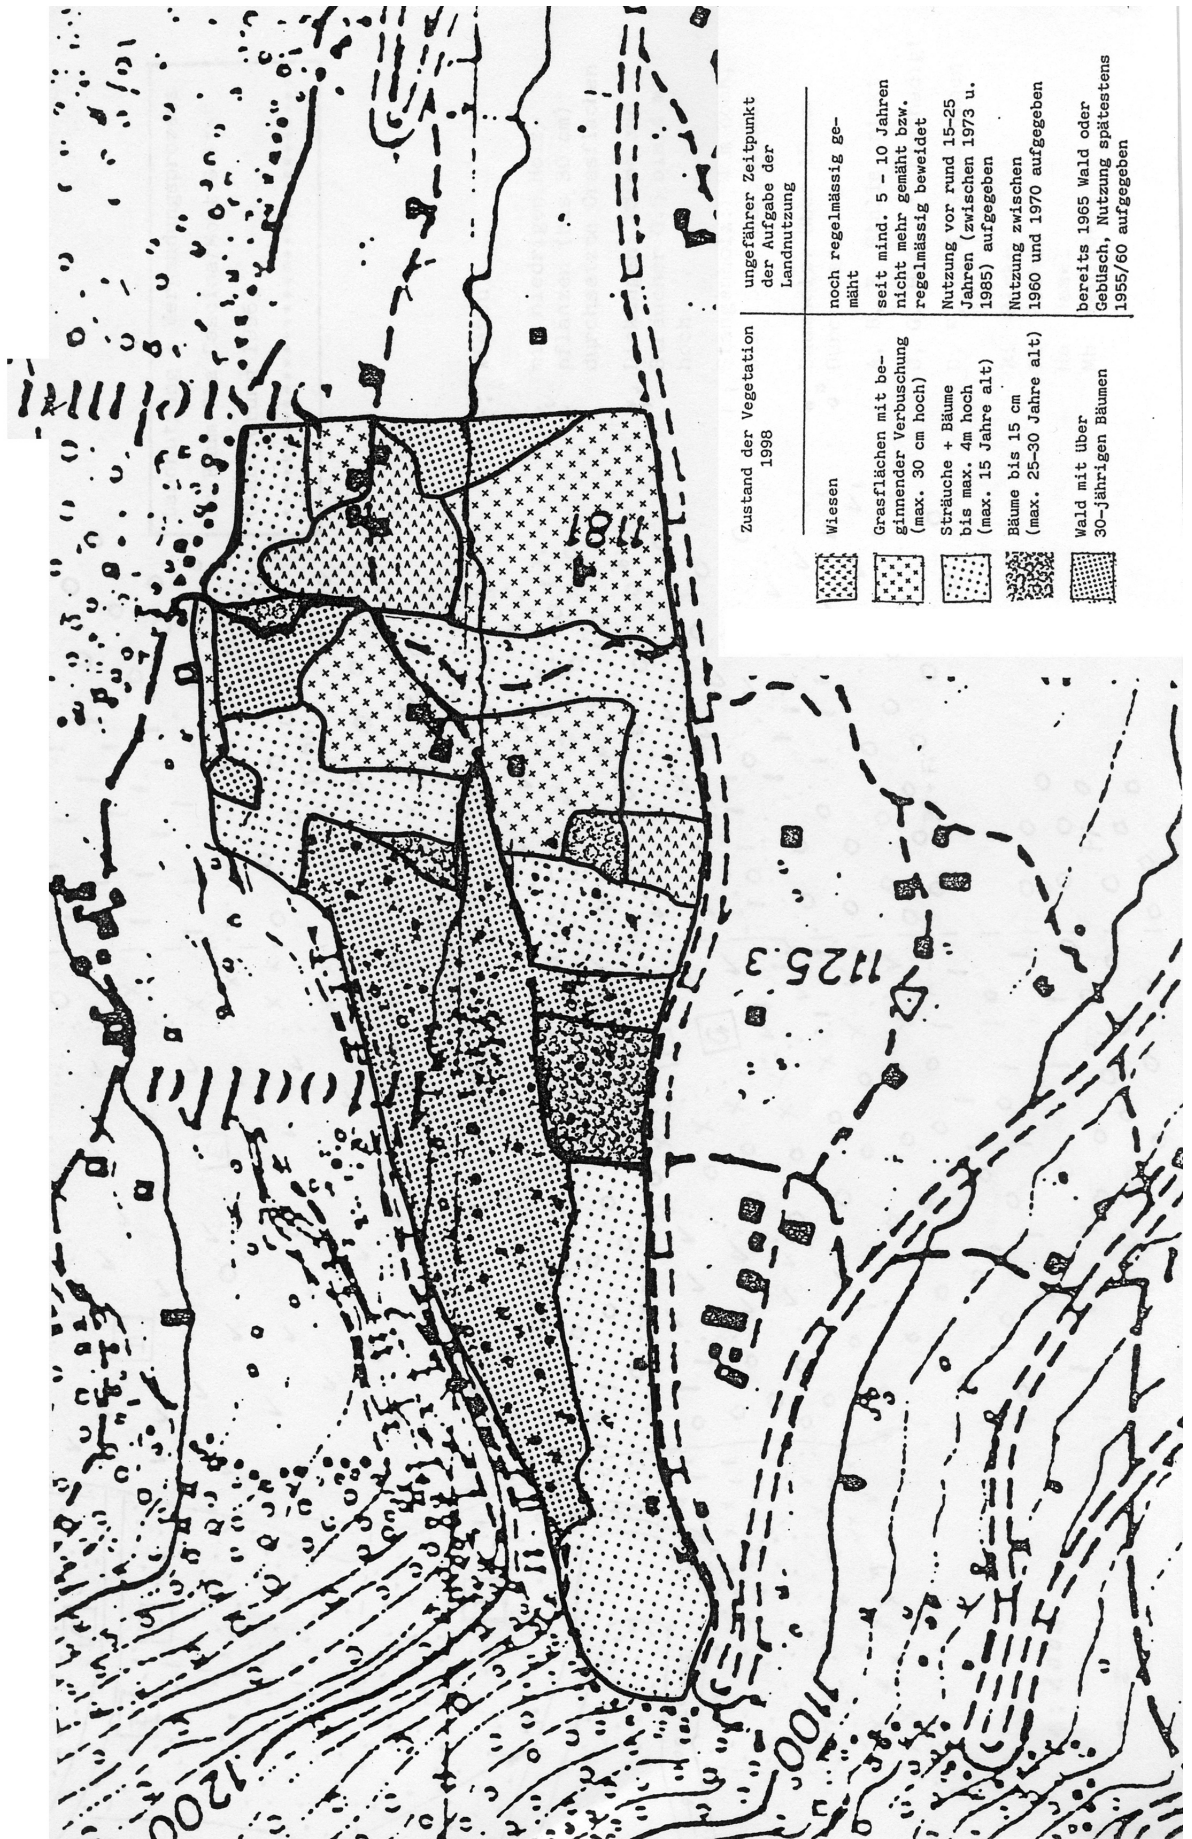 Zustand der Vegetation
1998
ungefährer Zeitpunkt
der Aufgabe der
Landnutzung
Wiesen
noch regelmässig ge-
mäht
Grasflächen mit be-
ginnender Verbuschung
(max. 30 cm hoch)
seit mind. 5 - 10 Jahren
nicht mehr gemäht bzw.
regelmässig beweidet
Sträuche + Bäume
bis max. 4m hoch
(max. 15 Jahre alt)
Nutzung vor rund 15-25
Jahren (zwischen 1973 u.
1985) aufgegeben
Bäume bis 15 cm
(max. 25-30 Jahre alt)
Nutzung zwischen
1960 und 1970 aufgegeben
Wald mit über
30-jährigen Bäumen
bereits 1965 Wald oder
Gebüsch, Nutzung spätestens
1955/60 aufgegeben
1181
1125.3
1100
1200